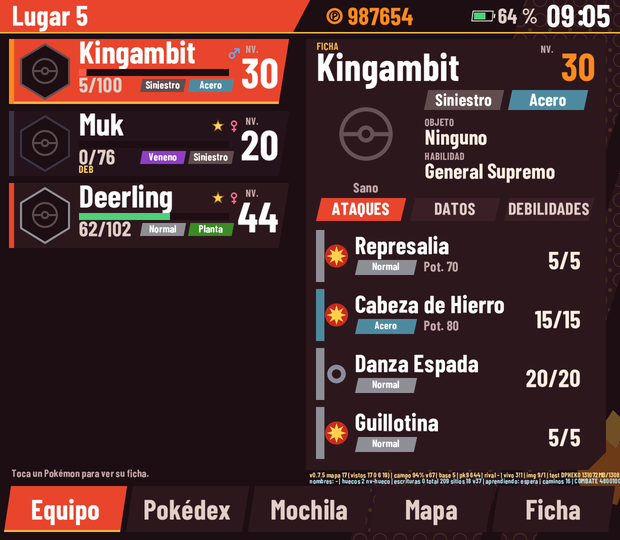 Lugar 5
987654
64 %
09:05
Kingambit
NV.
30
5/100
Siniestro
Acero
Muk
NV.
20
0/76
DEB
Veneno
Siniestro
Deerling
NV.
44
62/102
Normal
Planta
FICHA
Kingambit
NV.
30
Siniestro
Acero
OBJETO
Ninguno
HABILIDAD
General Supremo
Sano
ATAQUES
DATOS
DEBILIDADES
Represalia
Normal
Pot. 70
5/5
Cabeza de Hierro
Acero
Pot. 80
15/15
Danza Espada
Normal
20/20
Guillotina
Normal
5/5
Toca un Pokémon para ver su ficha.
Equipo
Pokédex
Mochila
Mapa
Ficha